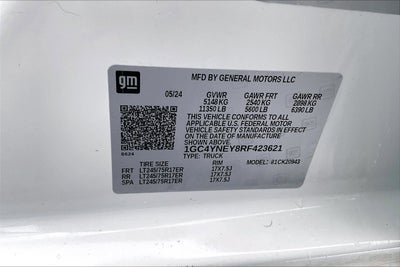 gm
MFD BY GENERAL MOTORS LLC
05/24 GVWR GAWR FRT GAWR RR
5148 KG 2540 KG 2898 KG
11350 LB 5600 LB 6390 LB
THIS VEHICLE CONFORMS TO ALL
APPLICABLE U.S. FEDERAL MOTOR
VEHICLE SAFETY STANDARDS IN
EFFECT ON THE DATE OF
MANUFACTURE SHOWN ABOVE.
1GC4YNEY8RF423621
TYPE: TRUCK MODEL: 81CK20943
TIRE SIZE RIM
FRT LT245/75R17ER 17X7.5J
RR LT245/75R17ER 17X7.5J
SPA LT245/75R17ER 17X7.5J